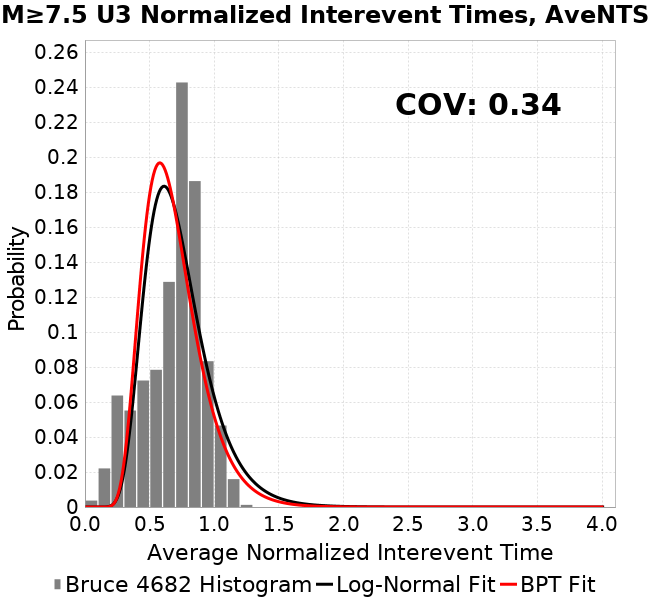 M≥7.5 U3 Normalized Interevent Times, AveNTS
COV: 0.34
0.26
0.24
0.22
0.2
0.18
0.16
0.14
0.12
0.1
0.08
0.06
0.04
0.02
0
Probability
0.0 0.5 1.0 1.5 2.0 2.5 3.0 3.5 4.0
Average Normalized Interevent Time
Bruce 4682 Histogram Log-Normal Fit BPT Fit